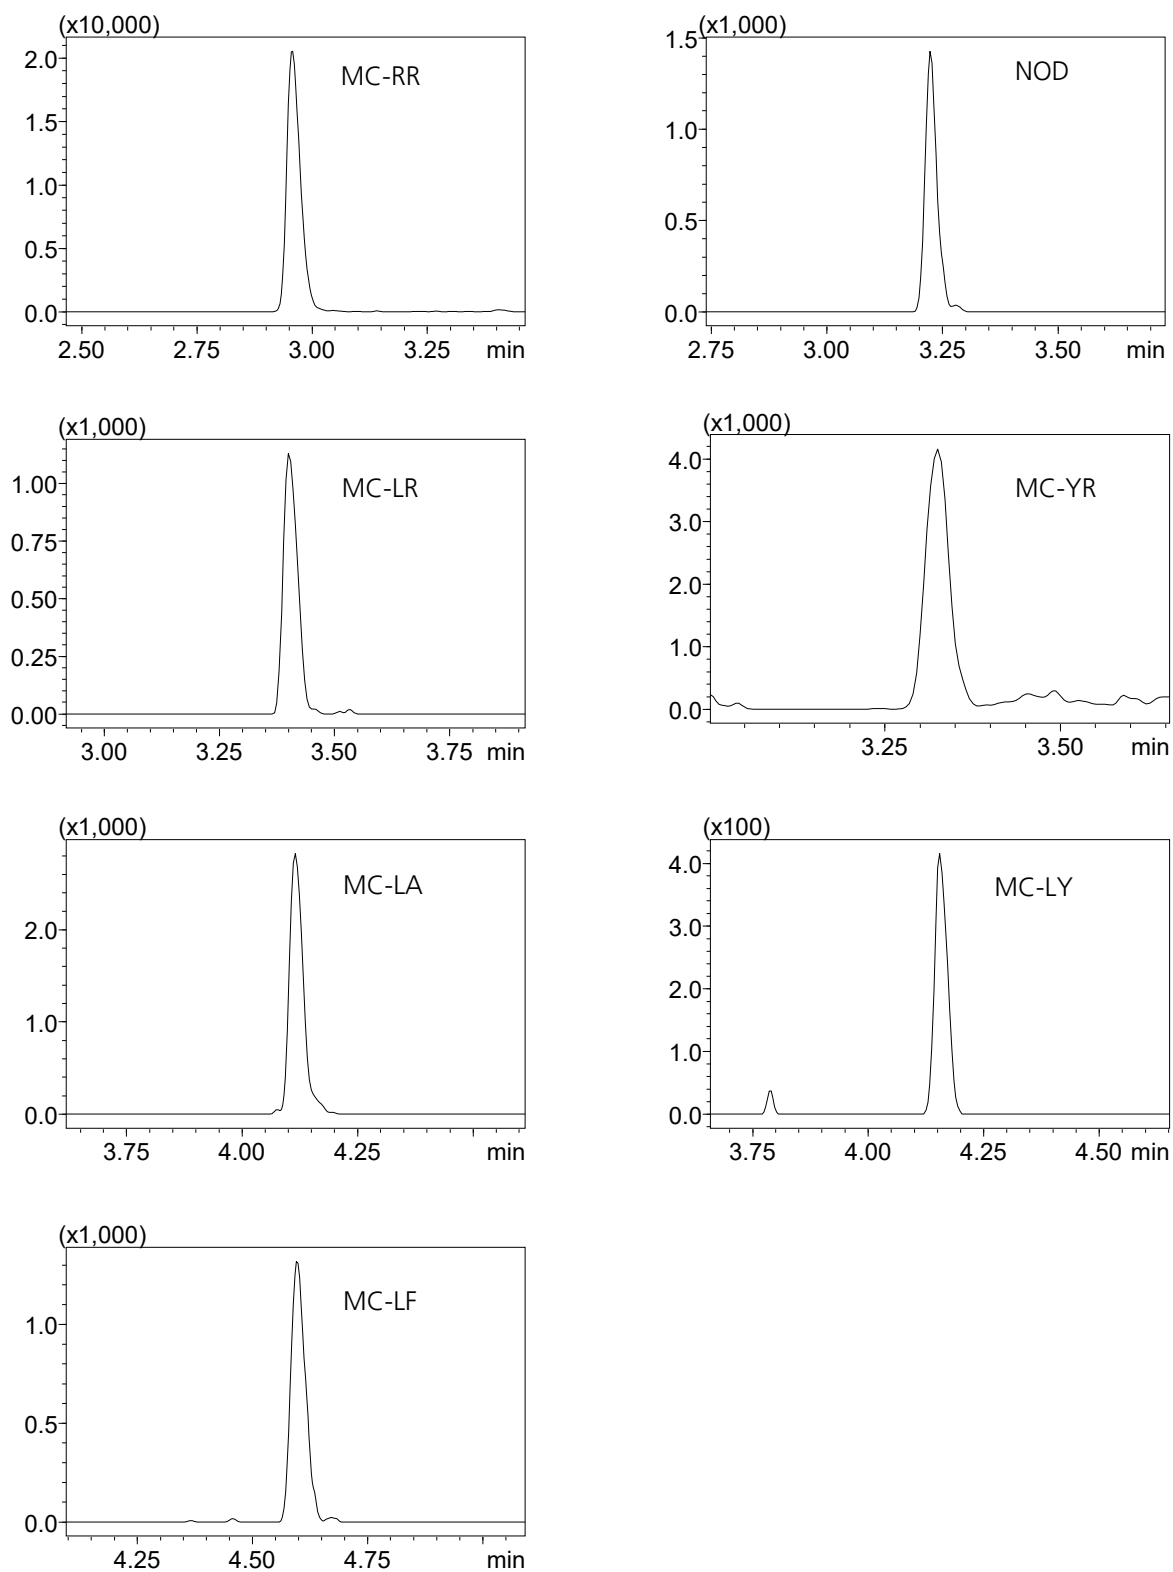 (x10,000)
2.0
1.5
1.0
0.5
0.0
MC-RR
2.50 2.75 3.00 3.25 min
(x1,000)
1.5
1.0
0.5
0.0
NOD
2.75 3.00 3.25 3.50 min
(x1,000)
1.00
0.75
0.50
0.25
0.00
MC-LR
3.00 3.25 3.50 3.75 min
(x1,000)
4.0
3.0
2.0
1.0
0.0
MC-YR
3.25 3.50 min
(x1,000)
2.0
1.0
0.0
MC-LA
3.75 4.00 4.25 min
(x100)
4.0
3.0
2.0
1.0
0.0
MC-LY
3.75 4.00 4.25 4.50 min
(x1,000)
1.0
0.5
0.0
MC-LF
4.25 4.50 4.75 min